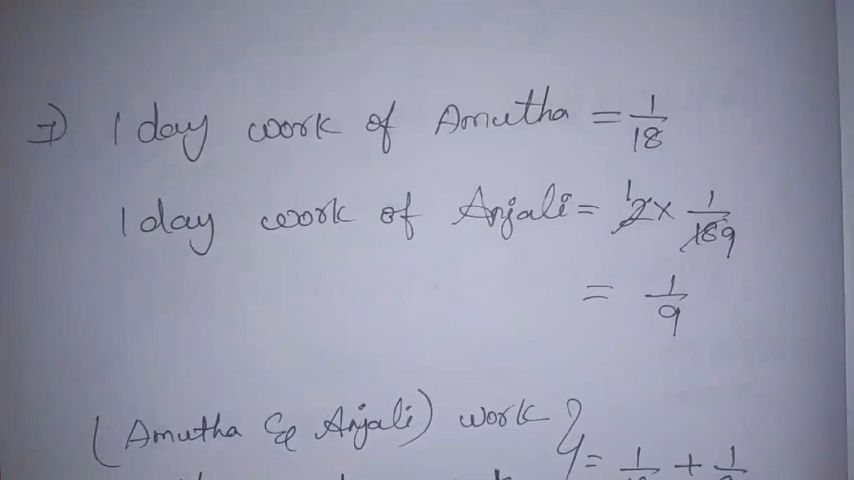 ⇒ 1 day work of Amutha = 1/18
1 day work of Anjali = 2 × 1/18 9
= 1/9
(Amutha & Anjali) work } = 1/ + 1/